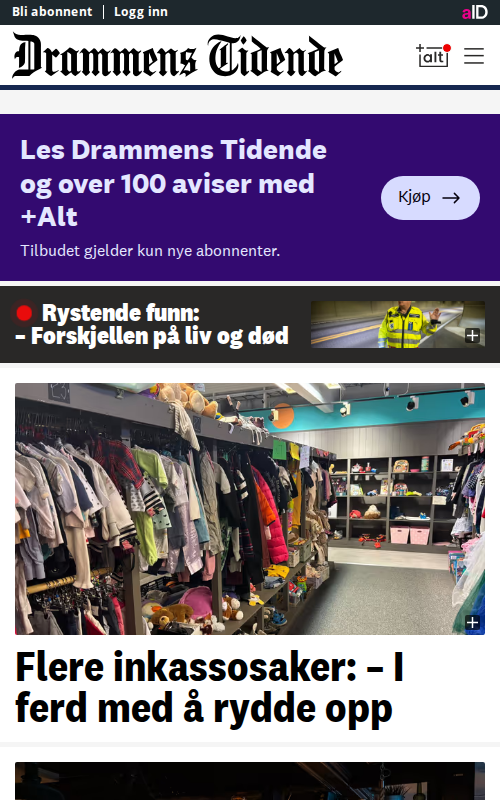 Bli abonnent
Logg inn
aID
Drammens Tidende
+alt
Les Drammens Tidende
og over 100 aviser med
+Alt
Tilbudet gjelder kun nye abonnenter.
Kjøp
Rystende funn:
– Forskjellen på liv og død
Flere inkassosaker: – I
ferd med å rydde opp